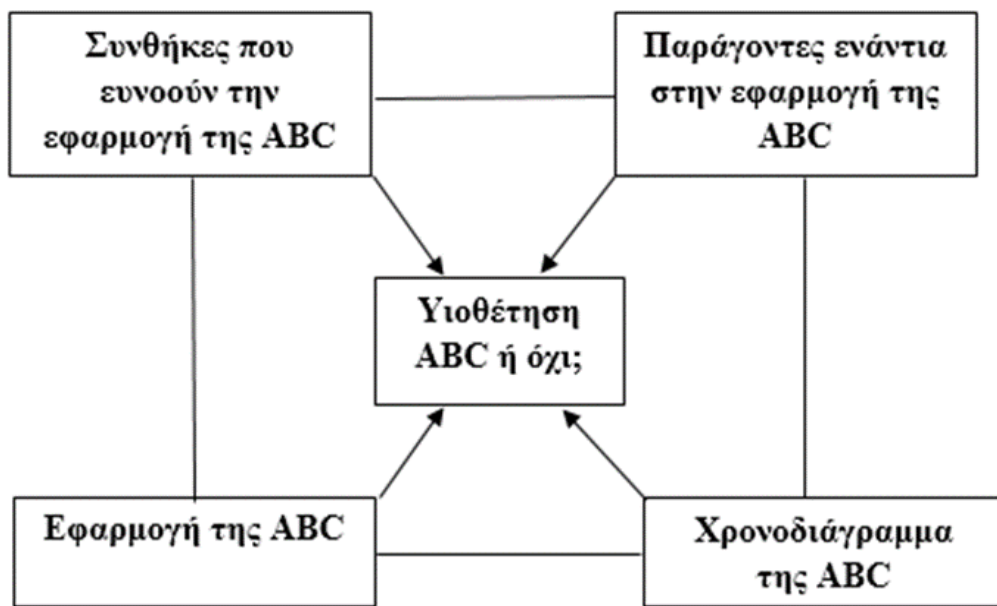 Συνθήκες που
ευνοούν την
εφαρμογή της ABC
Παράγοντες ενάντια
στην εφαρμογή της
ABC
Υιοθέτηση
ABC ή όχι;
Εφαρμογή της ABC
Χρονοδιάγραμμα
της ABC